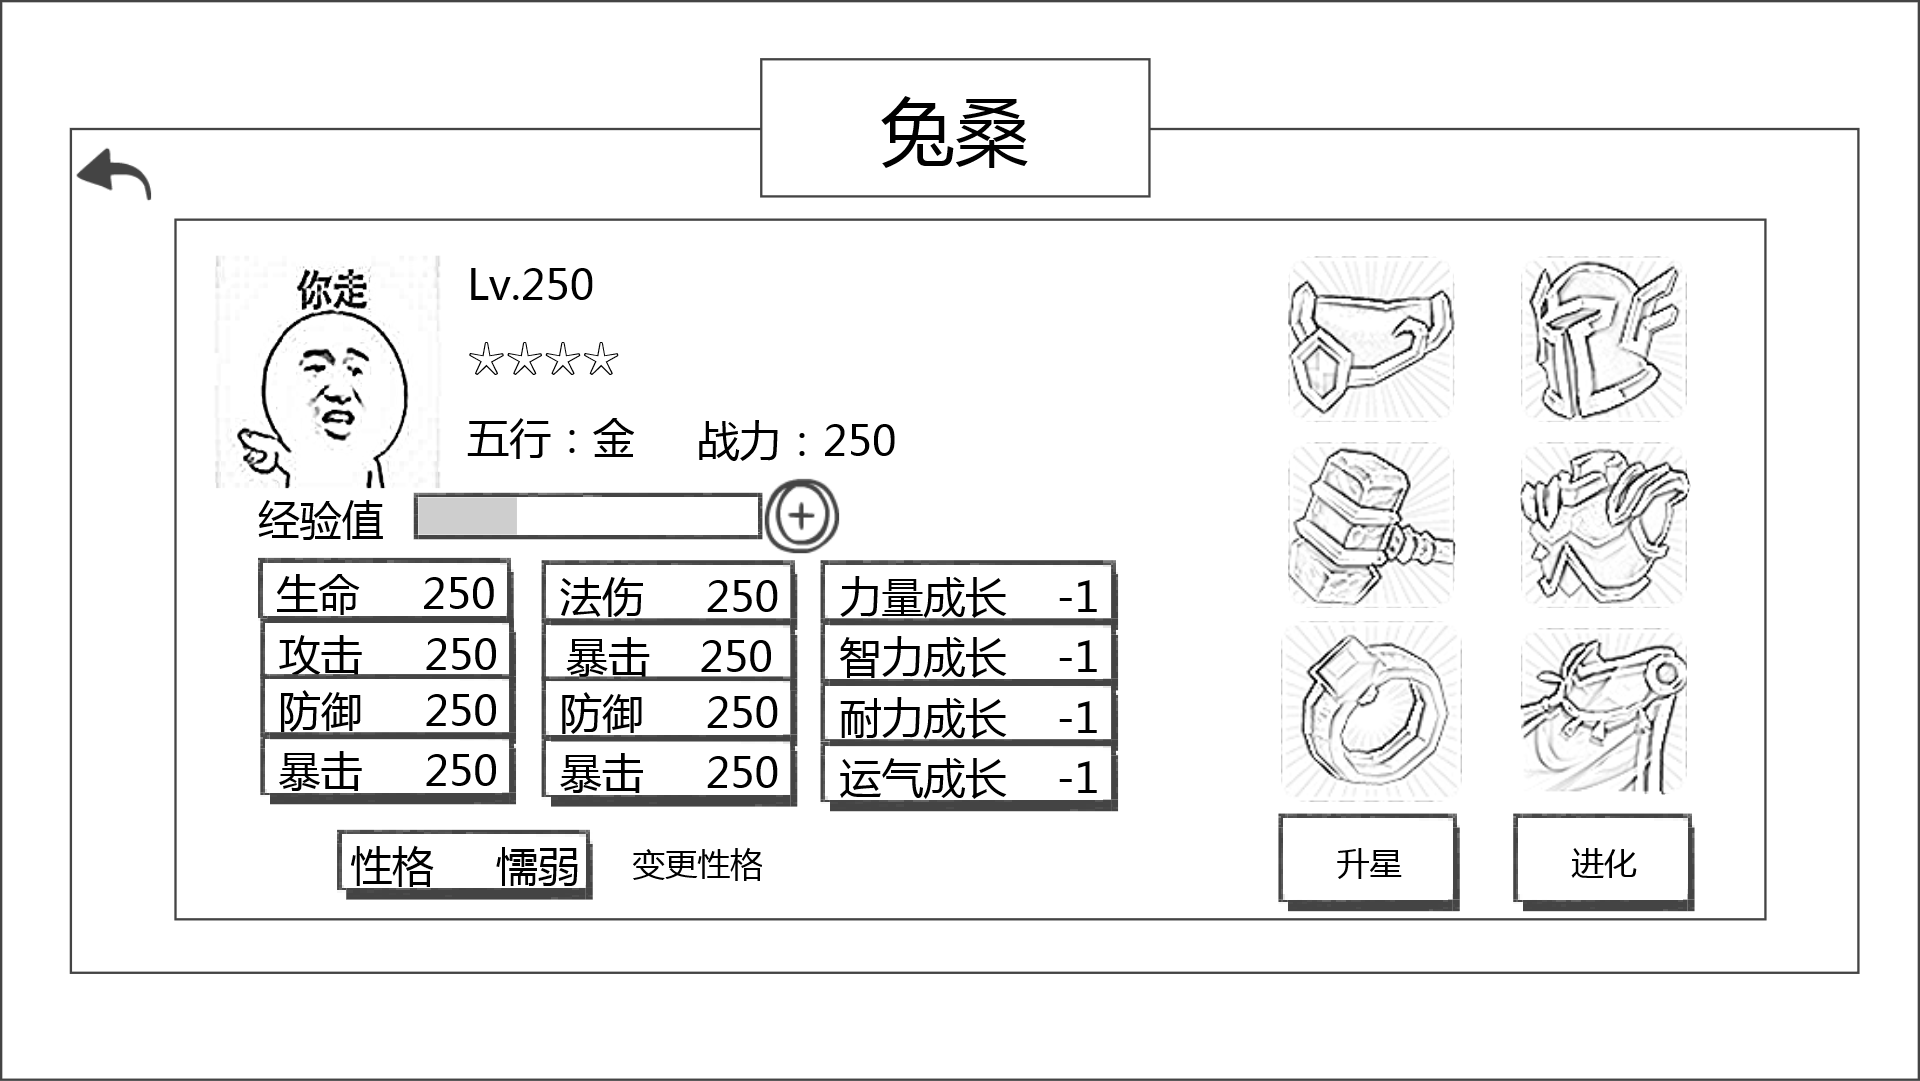 兔桑
你走
Lv.250
☆☆☆☆
五行：金 战力：250
经验值 +
生命 250
攻击 250
防御 250
暴击 250
法伤 250
暴击 250
防御 250
暴击 250
力量成长 -1
智力成长 -1
耐力成长 -1
运气成长 -1
性格 懦弱
变更性格
升星
进化